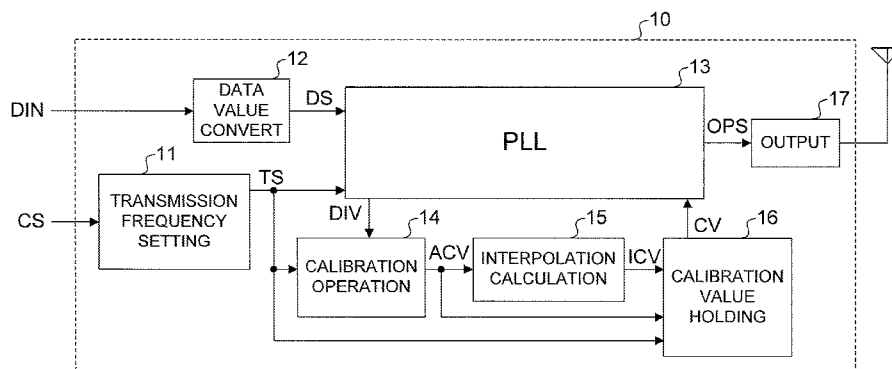 10
12
13
17
DIN
DATA
VALUE
CONVERT
DS
PLL
OPS
OUTPUT
11
TS
CS
TRANSMISSION
FREQUENCY
SETTING
DIV
14
15
CV
16
CALIBRATION
OPERATION
ACV
INTERPOLATION
CALCULATION
ICV
CALIBRATION
VALUE
HOLDING